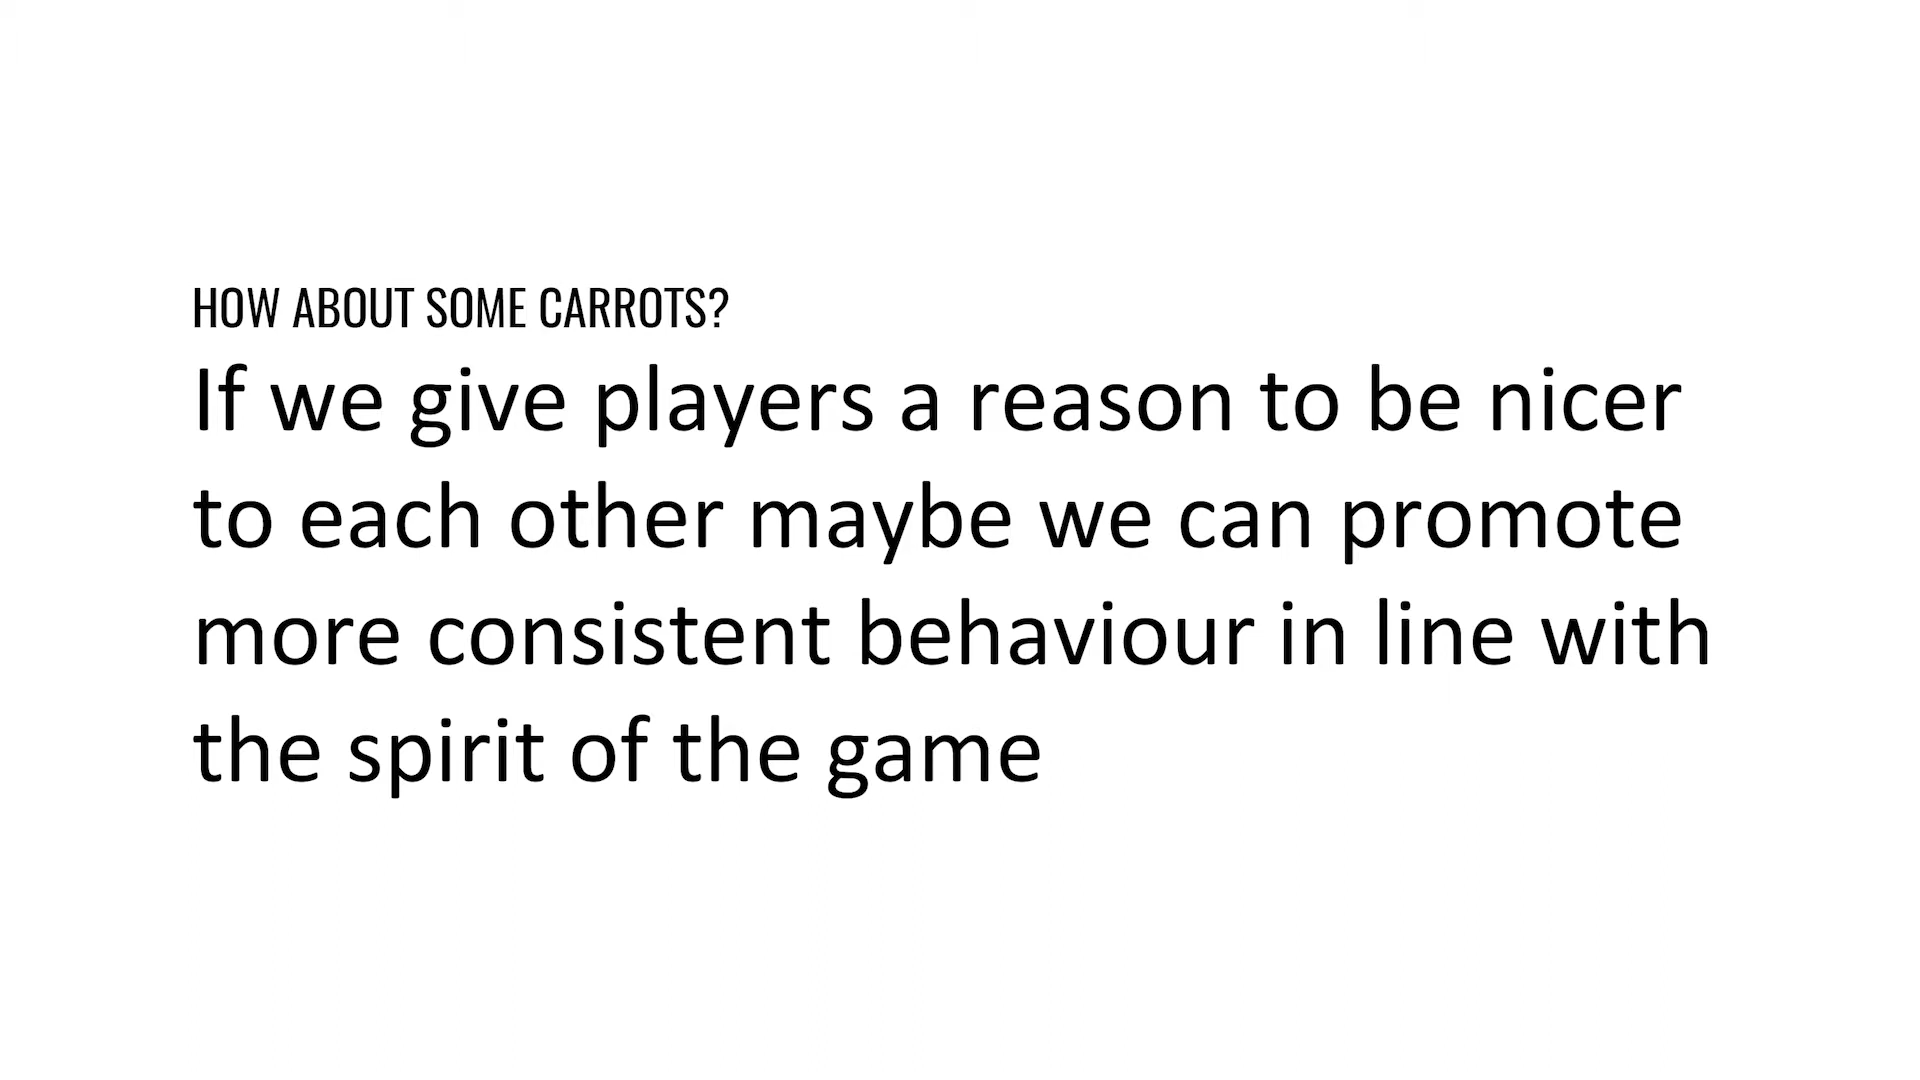 HOW ABOUT SOME CARROTS?
If we give players a reason to be nicer
to each other maybe we can promote
more consistent behaviour in line with
the spirit of the game